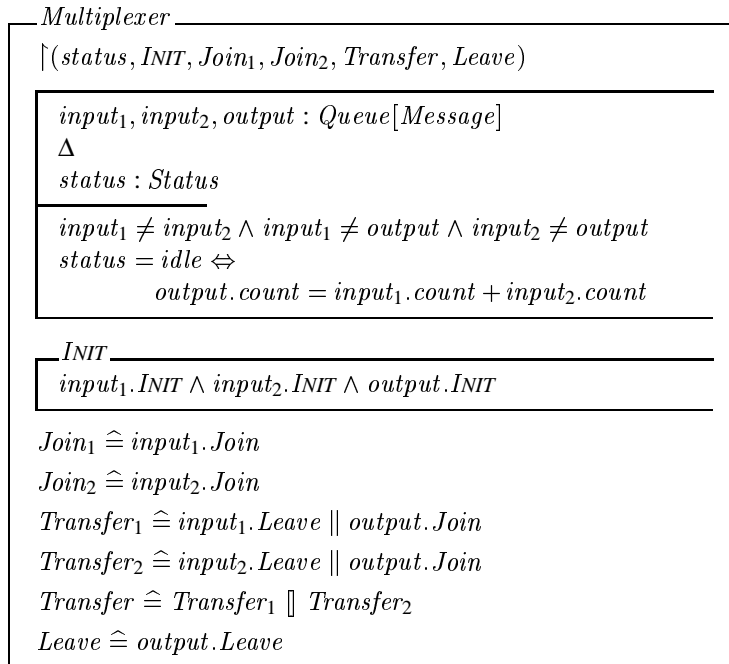 Multiplexer
↾(status, INIT, Join₁, Join₂, Transfer, Leave)
input₁, input₂, output : Queue[Message]
Δ
status : Status
input₁ ≠ input₂ ∧ input₁ ≠ output ∧ input₂ ≠ output
status = idle ⇔
output.count = input₁.count + input₂.count
INIT
input₁.INIT ∧ input₂.INIT ∧ output.INIT
Join₁ ≙ input₁.Join
Join₂ ≙ input₂.Join
Transfer₁ ≙ input₁.Leave ∥ output.Join
Transfer₂ ≙ input₂.Leave ∥ output.Join
Transfer ≙ Transfer₁ ▯ Transfer₂
Leave ≙ output.Leave